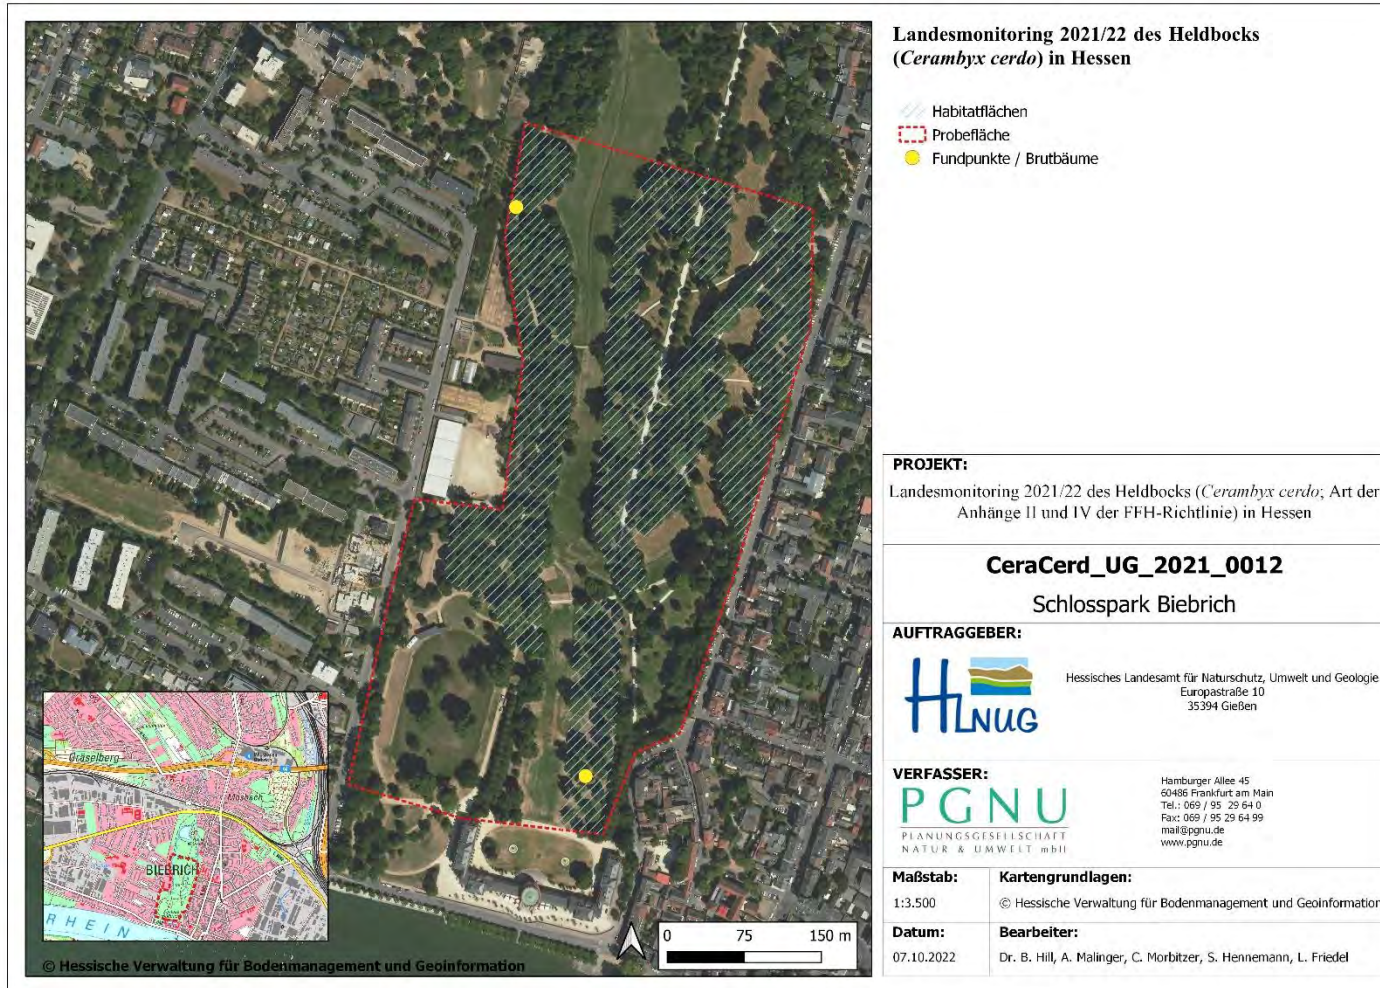 Landesmonitoring 2021/22 des Heldbocks
(Cerambyx cerdo) in Hessen
Habitatflächen
Probefläche
Fundpunkte / Brutbäume
PROJEKT:
Landesmonitoring 2021/22 des Heldbocks (Cerambyx cerdo; Art der
Anhänge II und IV der FFH-Richtlinie) in Hessen
CeraCerd_UG_2021_0012
Schlosspark Biebrich
AUFTRAGGEBER:
HLNUG
Hessisches Landesamt für Naturschutz, Umwelt und Geologie
Europastraße 10
35394 Gießen
VERFASSER:
PGNU
PLANUNGSGESELLSCHAFT
NATUR & UMWELT mbH
Hamburger Allee 45
60486 Frankfurt am Main
Tel.: 069 / 95 29 64 0
Fax: 069 / 95 29 64 99
mail@pgnu.de
www.pgnu.de
Maßstab:
1:3.500
Kartengrundlagen:
© Hessische Verwaltung für Bodenmanagement und Geoinformation
Datum:
07.10.2022
Bearbeiter:
Dr. B. Hill, A. Malinger, C. Morbitzer, S. Hennemann, L. Friedel
Gräselberg
Mosbach
BIEBRICH
RHEIN
0 75 150 m
© Hessische Verwaltung für Bodenmanagement und Geoinformation